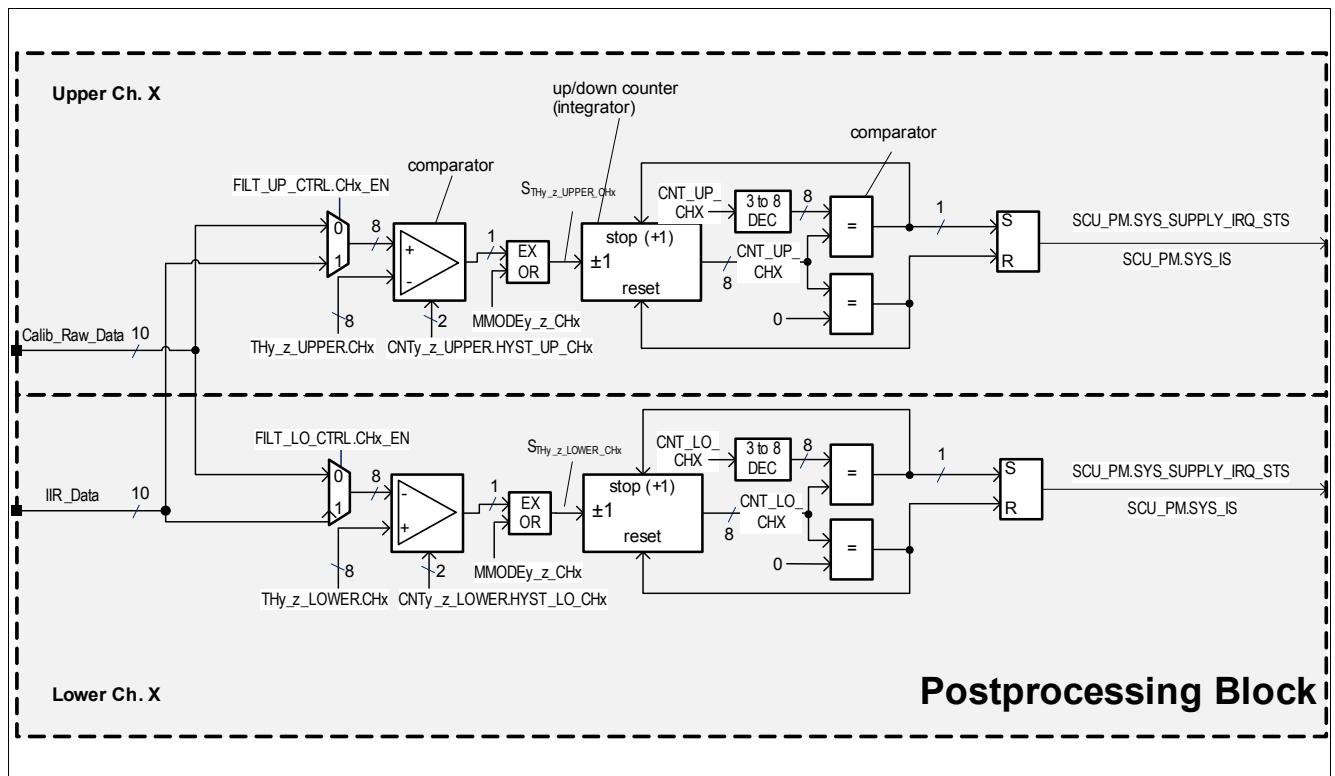 Upper Ch. X
up/down counter
(integrator)
comparator
comparator
FILT_UP_CTRL.CHx_EN
STHy_z_UPPER_CHx
CNT_UP_
CHX
3 to 8
DEC
8
=
1
S
R
SCU_PM.SYS_SUPPLY_IRQ_STS
SCU_PM.SYS_IS
0
1
8
+
-
1
EX
OR
stop (+1)
±1
reset
CNT_UP_
CHX
8
=
0
8
2
MMODEy_z_CHx
THy_z_UPPER.CHx
CNTy_z_UPPER.HYST_UP_CHx
Calib_Raw_Data
10
FILT_LO_CTRL.CHx_EN
STHy_z_LOWER_CHx
CNT_LO_
CHX
3 to 8
DEC
8
=
1
S
R
SCU_PM.SYS_SUPPLY_IRQ_STS
SCU_PM.SYS_IS
IIR_Data
10
0
1
8
-
+
1
EX
OR
stop (+1)
±1
reset
CNT_LO_
CHX
8
=
0
8
2
MMODEy_z_CHx
THy_z_LOWER.CHx
CNTy_z_LOWER.HYST_LO_CHx
Lower Ch. X
Postprocessing Block